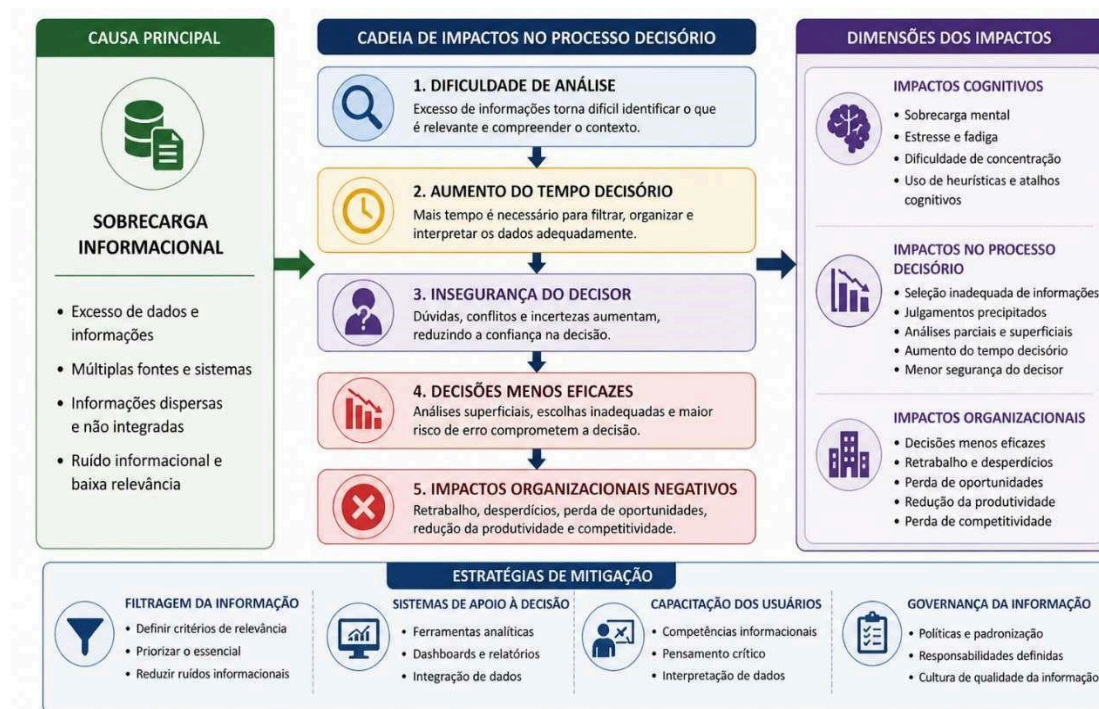 CAUSA PRINCIPAL
SOBRECARGA
INFORMACIONAL
• Excesso de dados e
informações
• Múltiplas fontes e sistemas
• Informações dispersas
e não integradas
• Ruído informacional e
baixa relevância
CADEIA DE IMPACTOS NO PROCESSO DECISÓRIO
1. DIFICULDADE DE ANÁLISE
Excesso de informações torna difícil identificar o que
é relevante e compreender o contexto.
2. AUMENTO DO TEMPO DECISÓRIO
Mais tempo é necessário para filtrar, organizar e
interpretar os dados adequadamente.
3. INSEGURANÇA DO DECISOR
Dúvidas, conflitos e incertezas aumentam,
reduzindo a confiança na decisão.
4. DECISÕES MENOS EFICAZES
Análises superficiais, escolhas inadequadas e maior
risco de erro comprometem a decisão.
5. IMPACTOS ORGANIZACIONAIS NEGATIVOS
Retrabalho, desperdícios, perda de oportunidades,
redução da produtividade e competitividade.
DIMENSÕES DOS IMPACTOS
IMPACTOS COGNITIVOS
• Sobrecarga mental
• Estresse e fadiga
• Dificuldade de concentração
• Uso de heurísticas e atalhos
cognitivos
IMPACTOS NO PROCESSO
DECISÓRIO
• Seleção inadequada de informações
• Julgamentos precipitados
• Análises parciais e superficiais
• Aumento do tempo decisório
• Menor segurança do decisor
IMPACTOS ORGANIZACIONAIS
• Decisões menos eficazes
• Retrabalho e desperdícios
• Perda de oportunidades
• Redução da produtividade
• Perda de competitividade
ESTRATÉGIAS DE MITIGAÇÃO
FILTRAGEM DA INFORMAÇÃO
• Definir critérios de relevância
• Priorizar o essencial
• Reduzir ruídos informacionais
SISTEMAS DE APOIO À DECISÃO
• Ferramentas analíticas
• Dashboards e relatórios
• Integração de dados
CAPACITAÇÃO DOS USUÁRIOS
• Competências informacionais
• Pensamento crítico
• Interpretação de dados
GOVERNANÇA DA INFORMAÇÃO
• Políticas e padronização
• Responsabilidades definidas
• Cultura de qualidade da informação